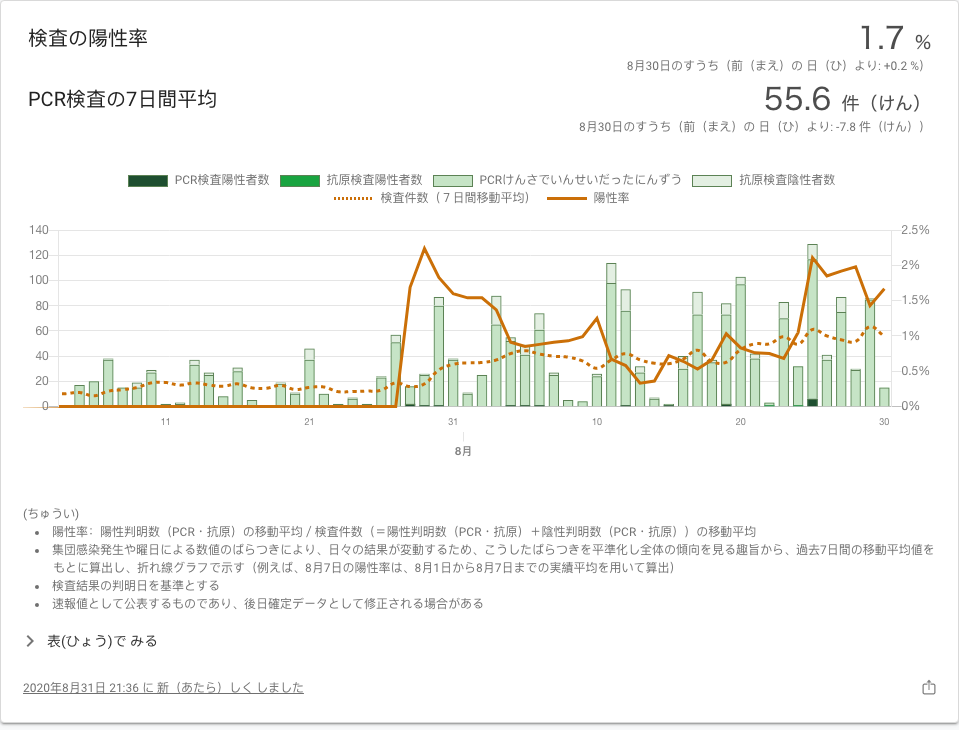 検査の陽性率
1.7 %
8月30日のすうち（前（まえ）の 日（ひ）より: +0.2 %）
PCR検査の7日間平均
55.6 件（けん）
8月30日のすうち（前（まえ）の 日（ひ）より: -7.8 件（けん））
PCR検査陽性者数 抗原検査陽性者数 PCRけんさでいんせいだったにんずう 抗原検査陰性者数
検査件数（７日間移動平均） 陽性率
140 2.5%
120 2%
100
80 1.5%
60 1%
40 0.5%
20
0 0%
11 21 31 10 20 30
8月
(ちゅうい)
• 陽性率：陽性判明数（PCR・抗原）の移動平均 / 検査件数（＝陽性判明数（PCR・抗原）＋陰性判明数（PCR・抗原））の移動平均
• 集団感染発生や曜日による数値のばらつきにより、日々の結果が変動するため、こうしたばらつきを平準化し全体の傾向を見る趣旨から、過去7日間の移動平均値を
もとに算出し、折れ線グラフで示す（例えば、8月7日の陽性率は、8月1日から8月7日までの実績平均を用いて算出）
• 検査結果の判明日を基準とする
• 速報値として公表するものであり、後日確定データとして修正される場合がある
表(ひょう)で みる
2020年8月31日 21:36 に 新（あたら）しく しました